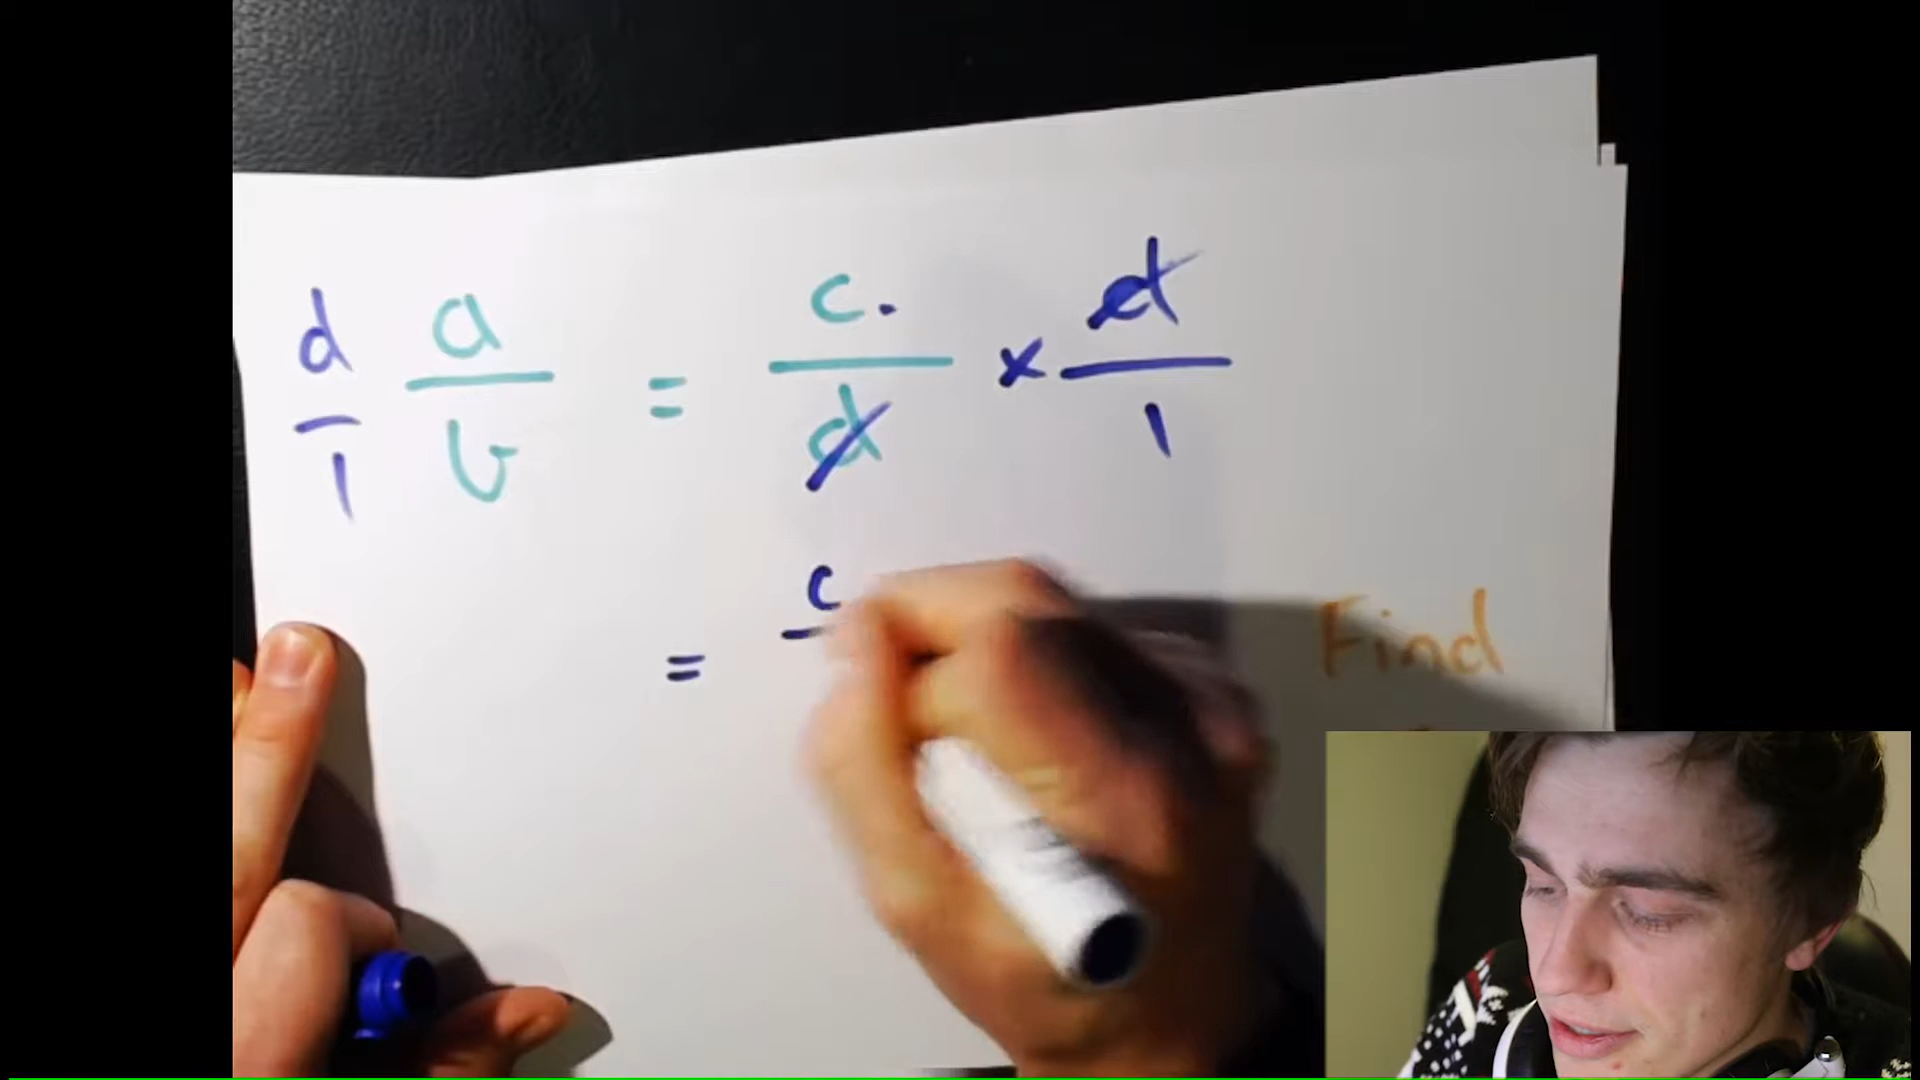 d/1 a/b = c·/d × d/1
= c
Find